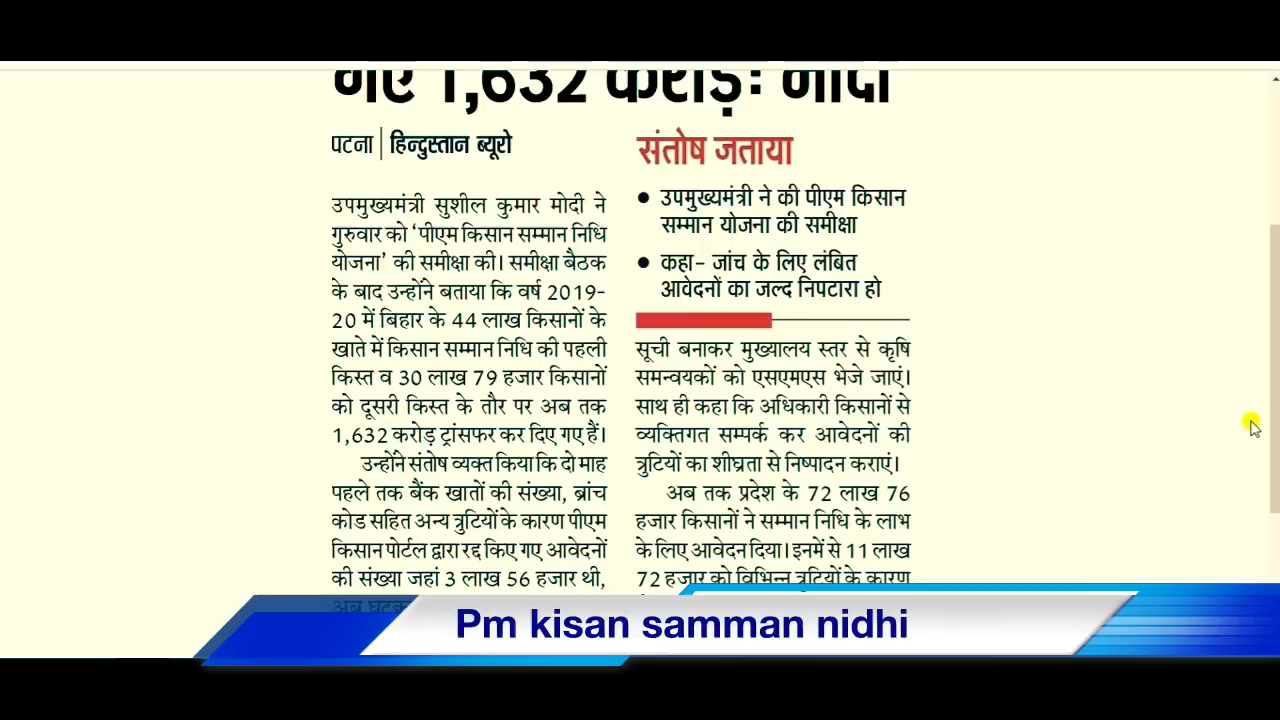 गए 1,632 करोड़: मोदी
पटना | हिन्दुस्तान ब्यूरो
उपमुख्यमंत्री सुशील कुमार मोदी ने
गुरुवार को ‘पीएम किसान सम्मान निधि
योजना’ की समीक्षा की। समीक्षा बैठक
के बाद उन्होंने बताया कि वर्ष 2019-
20 में बिहार के 44 लाख किसानों के
खाते में किसान सम्मान निधि की पहली
किस्त व 30 लाख 79 हजार किसानों
को दूसरी किस्त के तौर पर अब तक
1,632 करोड़ ट्रांसफर कर दिए गए हैं।
उन्होंने संतोष व्यक्त किया कि दो माह
पहले तक बैंक खातों की संख्या, ब्रांच
कोड सहित अन्य त्रुटियों के कारण पीएम
किसान पोर्टल द्वारा रद्द किए गए आवेदनों
की संख्या जहां 3 लाख 56 हजार थी,
अब घटकर
संतोष जताया
• उपमुख्यमंत्री ने की पीएम किसान
सम्मान योजना की समीक्षा
• कहा- जांच के लिए लंबित
आवेदनों का जल्द निपटारा हो
सूची बनाकर मुख्यालय स्तर से कृषि
समन्वयकों को एसएमएस भेजे जाएं।
साथ ही कहा कि अधिकारी किसानों से
व्यक्तिगत सम्पर्क कर आवेदनों की
त्रुटियों का शीघ्रता से निष्पादन कराएं।
अब तक प्रदेश के 72 लाख 76
हजार किसानों ने सम्मान निधि के लाभ
के लिए आवेदन दिया। इनमें से 11 लाख
72 हजार को विभिन्न त्रुटियों के कारण
Pm kisan samman nidhi